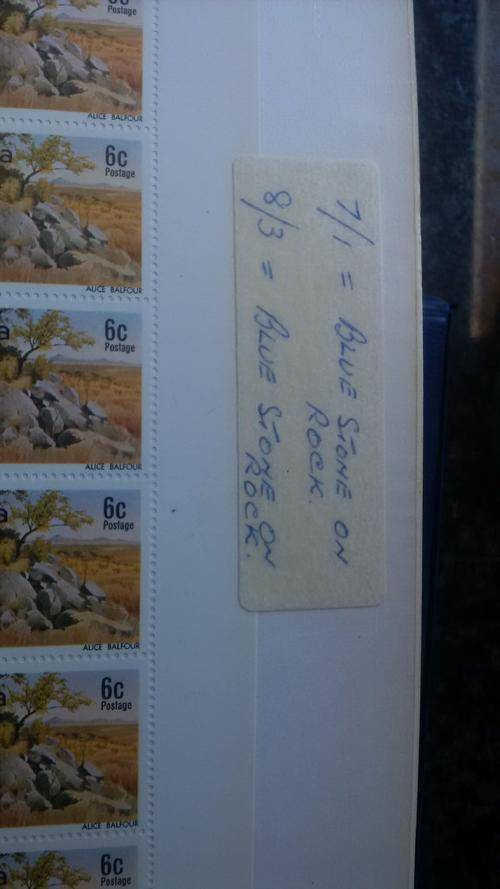 6c
Postage
ALICE BALFOUR
a
6c
Postage
ALICE BALFOUR
a
6c
Postage
ALICE BALFOUR
a
6c
Postage
ALICE BALFOUR
a
6c
Postage
ALICE BALFOUR
6c
Postage
7/1 = BLUE STONE ON
ROCK.
8/3 = BLUE STONE ON
ROCK.